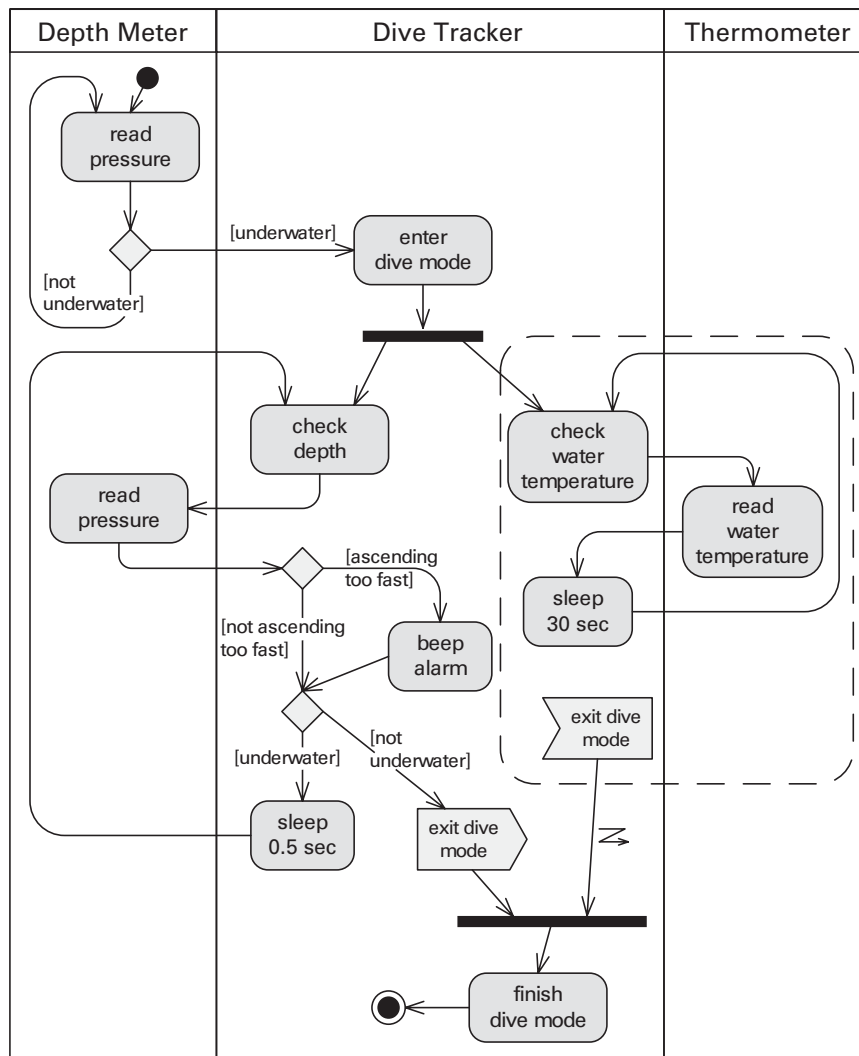 Depth Meter
Dive Tracker
Thermometer
read
pressure
[underwater]
enter
dive mode
[not
underwater]
check
depth
check
water
temperature
read
pressure
read
water
temperature
[ascending
too fast]
sleep
30 sec
[not ascending
too fast]
beep
alarm
exit dive
mode
[not
underwater]
[underwater]
sleep
0.5 sec
exit dive
mode
finish
dive mode